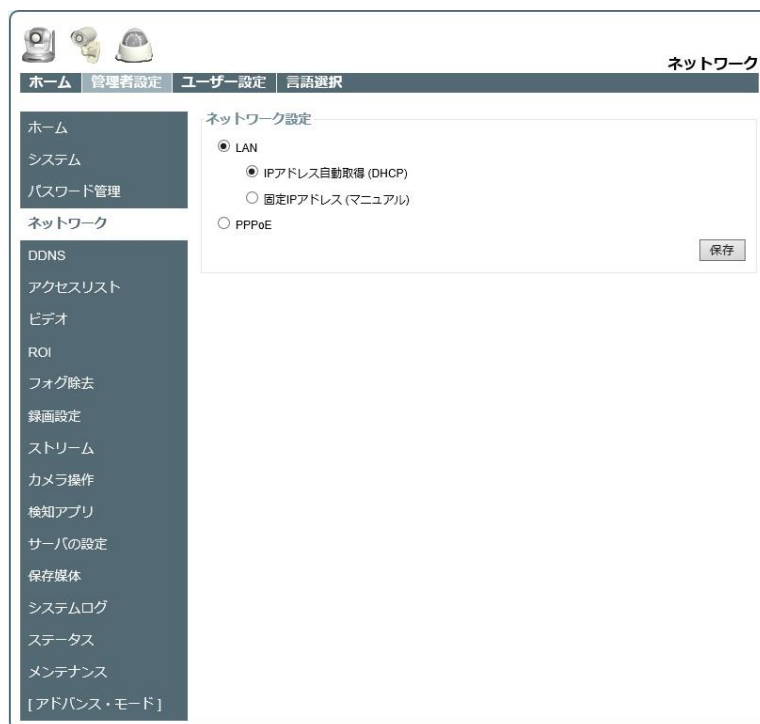 ネットワーク
ホーム 管理者設定 ユーザー設定 言語選択
ホーム
システム
パスワード管理
ネットワーク
DDNS
アクセスリスト
ビデオ
ROI
フォグ除去
録画設定
ストリーム
カメラ操作
検知アプリ
サーバの設定
保存媒体
システムログ
ステータス
メンテナンス
[アドバンス・モード]
ネットワーク設定
LAN
IPアドレス自動取得 (DHCP)
固定IPアドレス (マニュアル)
PPPoE
保存